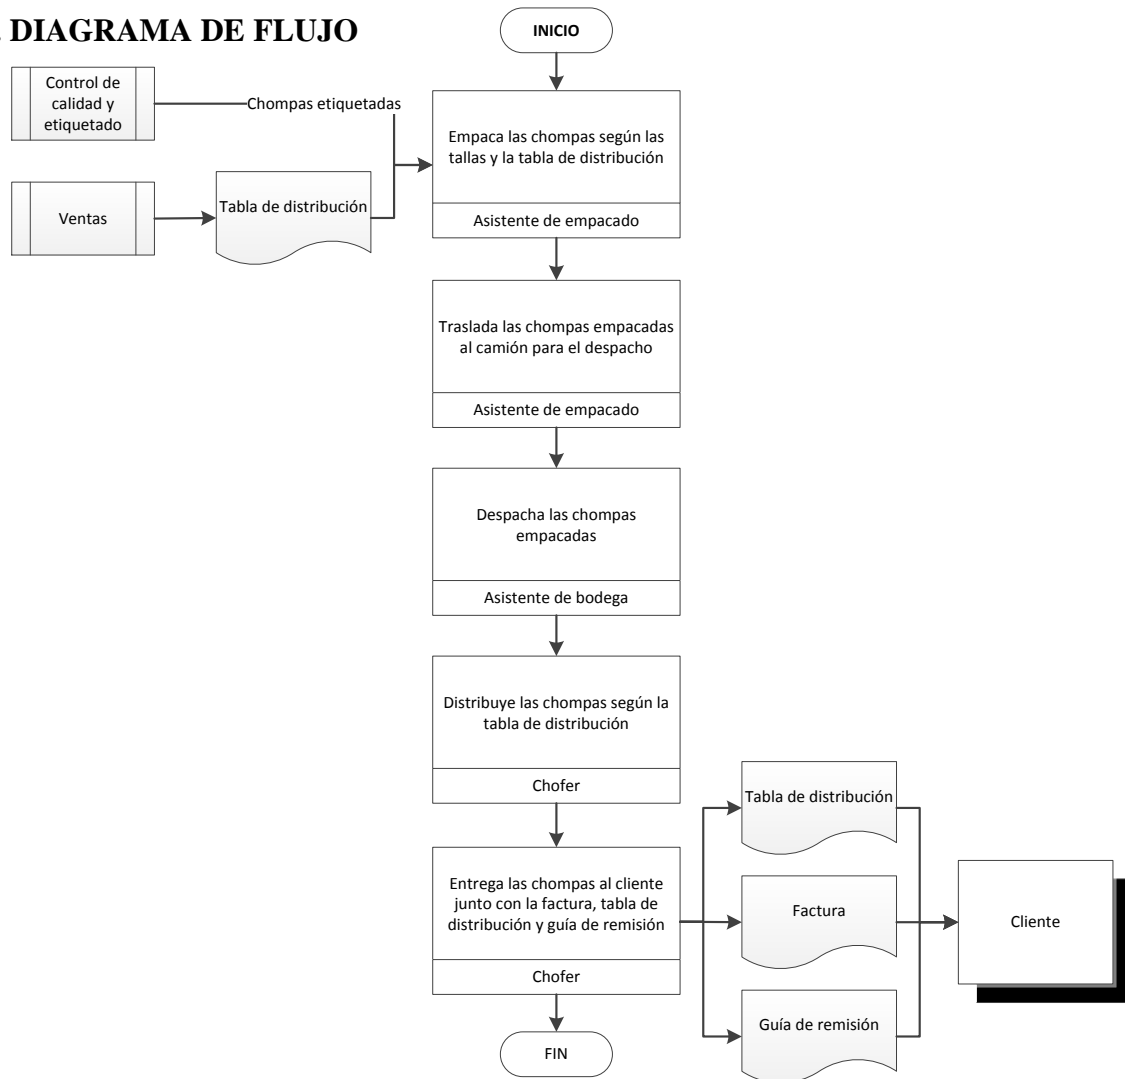 . DIAGRAMA DE FLUJO
INICIO
Control de
calidad y
etiquetado
Chompas etiquetadas
Empaca las chompas según las
tallas y la tabla de distribución
Asistente de empacado
Ventas
Tabla de distribución
Traslada las chompas empacadas
al camión para el despacho
Asistente de empacado
Despacha las chompas
empacadas
Asistente de bodega
Distribuye las chompas según la
tabla de distribución
Chofer
Entrega las chompas al cliente
junto con la factura, tabla de
distribución y guía de remisión
Chofer
Tabla de distribución
Factura
Guía de remisión
Cliente
FIN